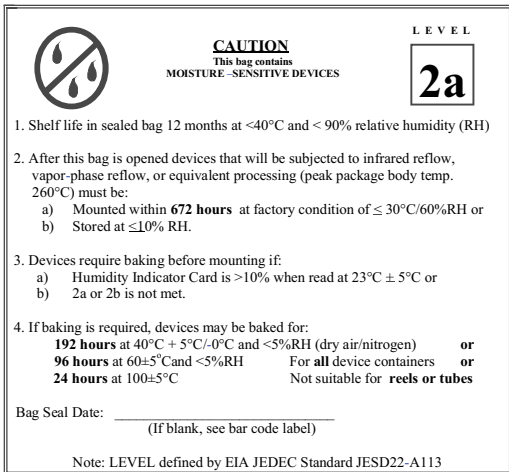 LEVEL
CAUTION
This bag contains
MOISTURE –SENSITIVE DEVICES
2a
1. Shelf life in sealed bag 12 months at <40°C and < 90% relative humidity (RH)
2. After this bag is opened devices that will be subjected to infrared reflow,
vapor-phase reflow, or equivalent processing (peak package body temp.
260°C) must be:
a) Mounted within 672 hours at factory condition of ≤ 30°C/60%RH or
b) Stored at ≤10% RH.
3. Devices require baking before mounting if:
a) Humidity Indicator Card is >10% when read at 23°C ± 5°C or
b) 2a or 2b is not met.
4. If baking is required, devices may be baked for:
192 hours at 40°C + 5°C/-0°C and <5%RH (dry air/nitrogen) or
96 hours at 60±5°Cand <5%RH For all device containers or
24 hours at 100±5°C Not suitable for reels or tubes
Bag Seal Date: ____________________
(If blank, see bar code label)
Note: LEVEL defined by EIA JEDEC Standard JESD22-A113